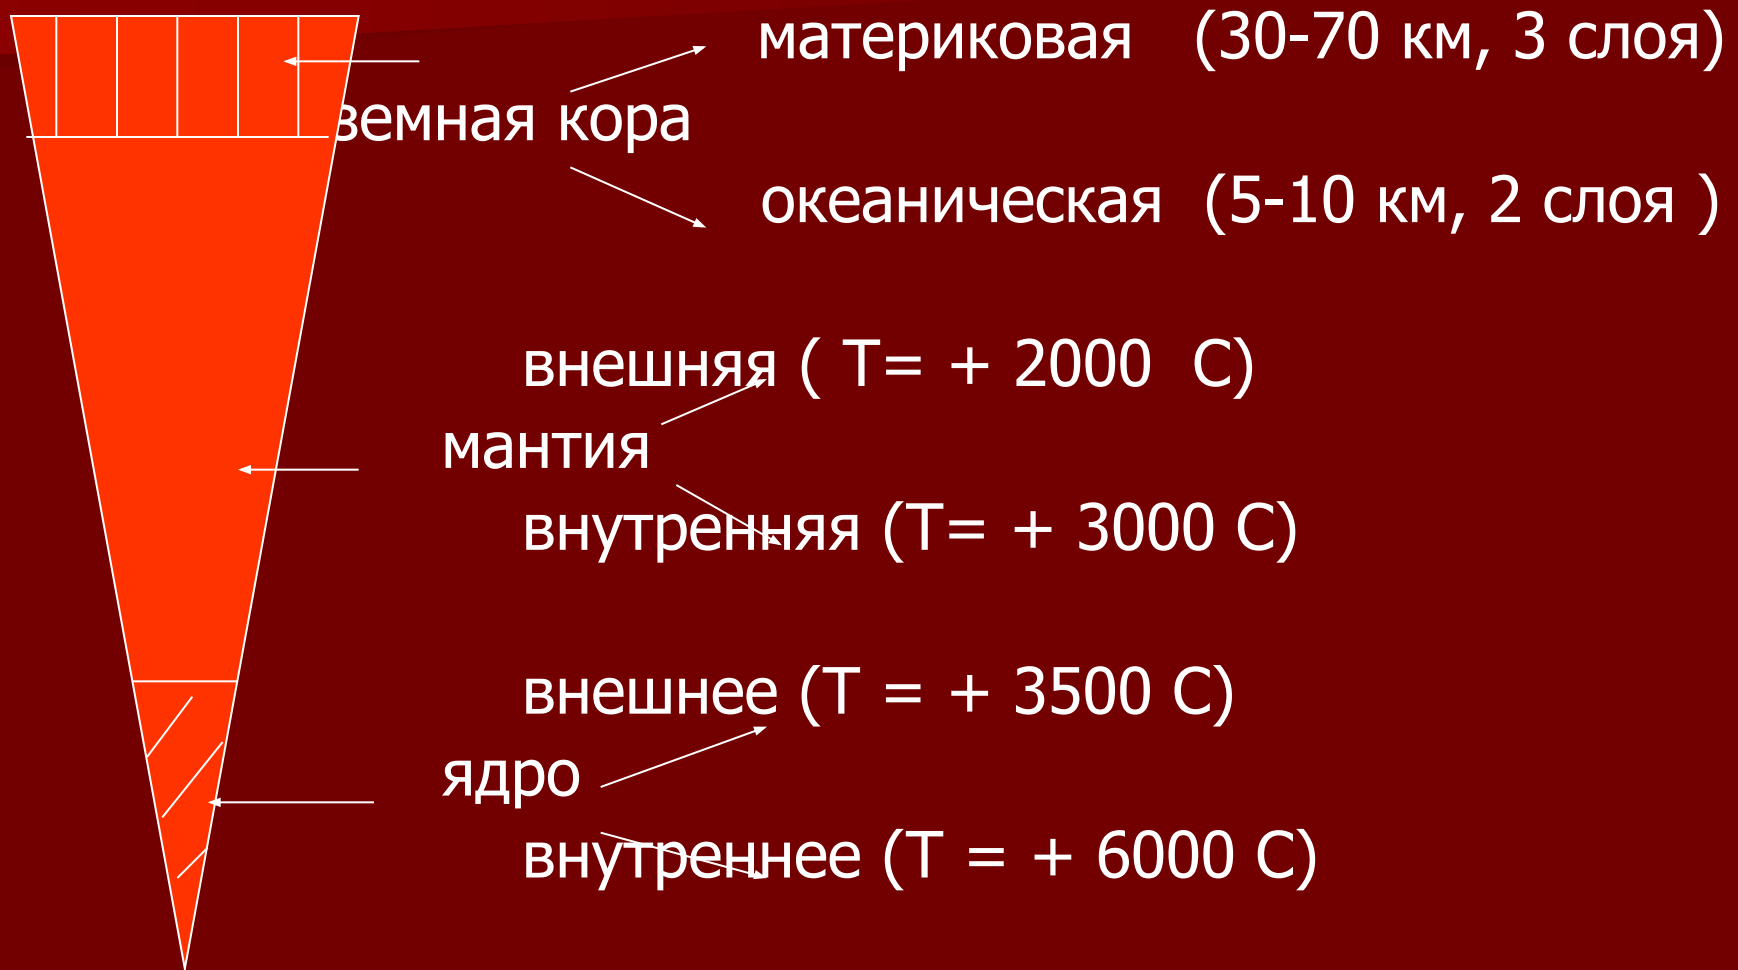 материковая (30-70 км, 3 слоя)
земная кора
океаническая (5-10 км, 2 слоя )
внешняя ( Т= + 2000 С)
мантия
внутренняя (Т= + 3000 С)
внешнее (Т = + 3500 С)
ядро
внутреннее (Т = + 6000 С)